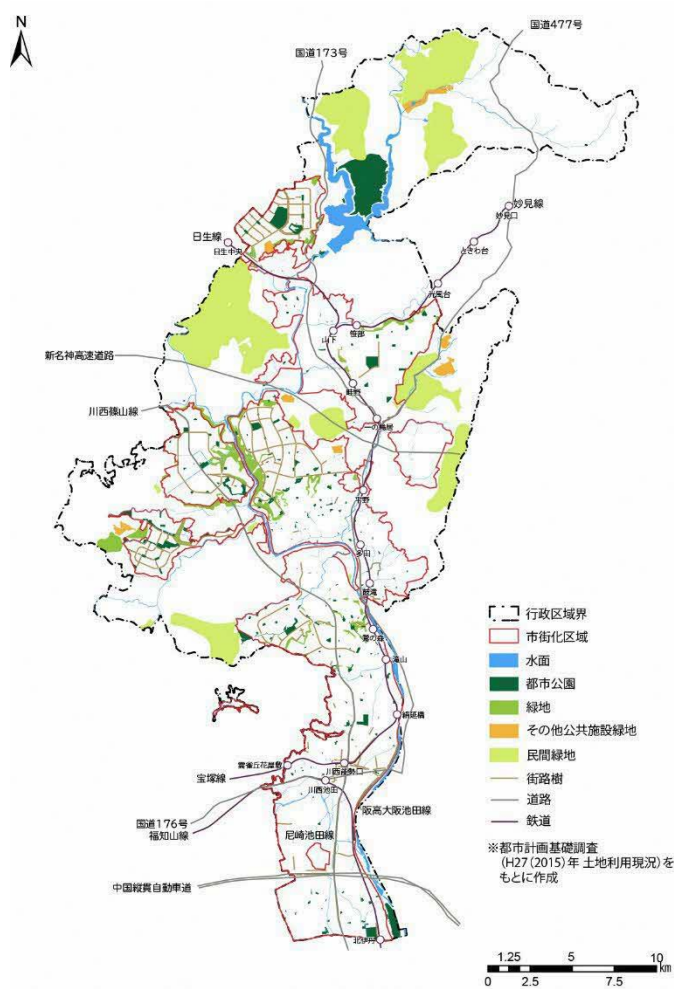 N
国道477号
国道173号
妙見線
妙見口
ときわ台
日生線
日生中央
光風台
笹部
山下
新名神高速道路
畦野
川西篠山線
一の鳥居
平野
多田
鼓滝
鶯の森
滝山
絹延橋
雲雀丘花屋敷
川西能勢口
宝塚線
川西池田
国道176号
福知山線
阪高大阪池田線
尼崎池田線
中国縦貫自動車道
北伊丹
行政区域界
市街化区域
水面
都市公園
緑地
その他公共施設緑地
民間緑地
街路樹
道路
鉄道
※都市計画基礎調査
(H27(2015)年 土地利用現況)を
もとに作成
1.25 5 10
km
0 2.5 7.5